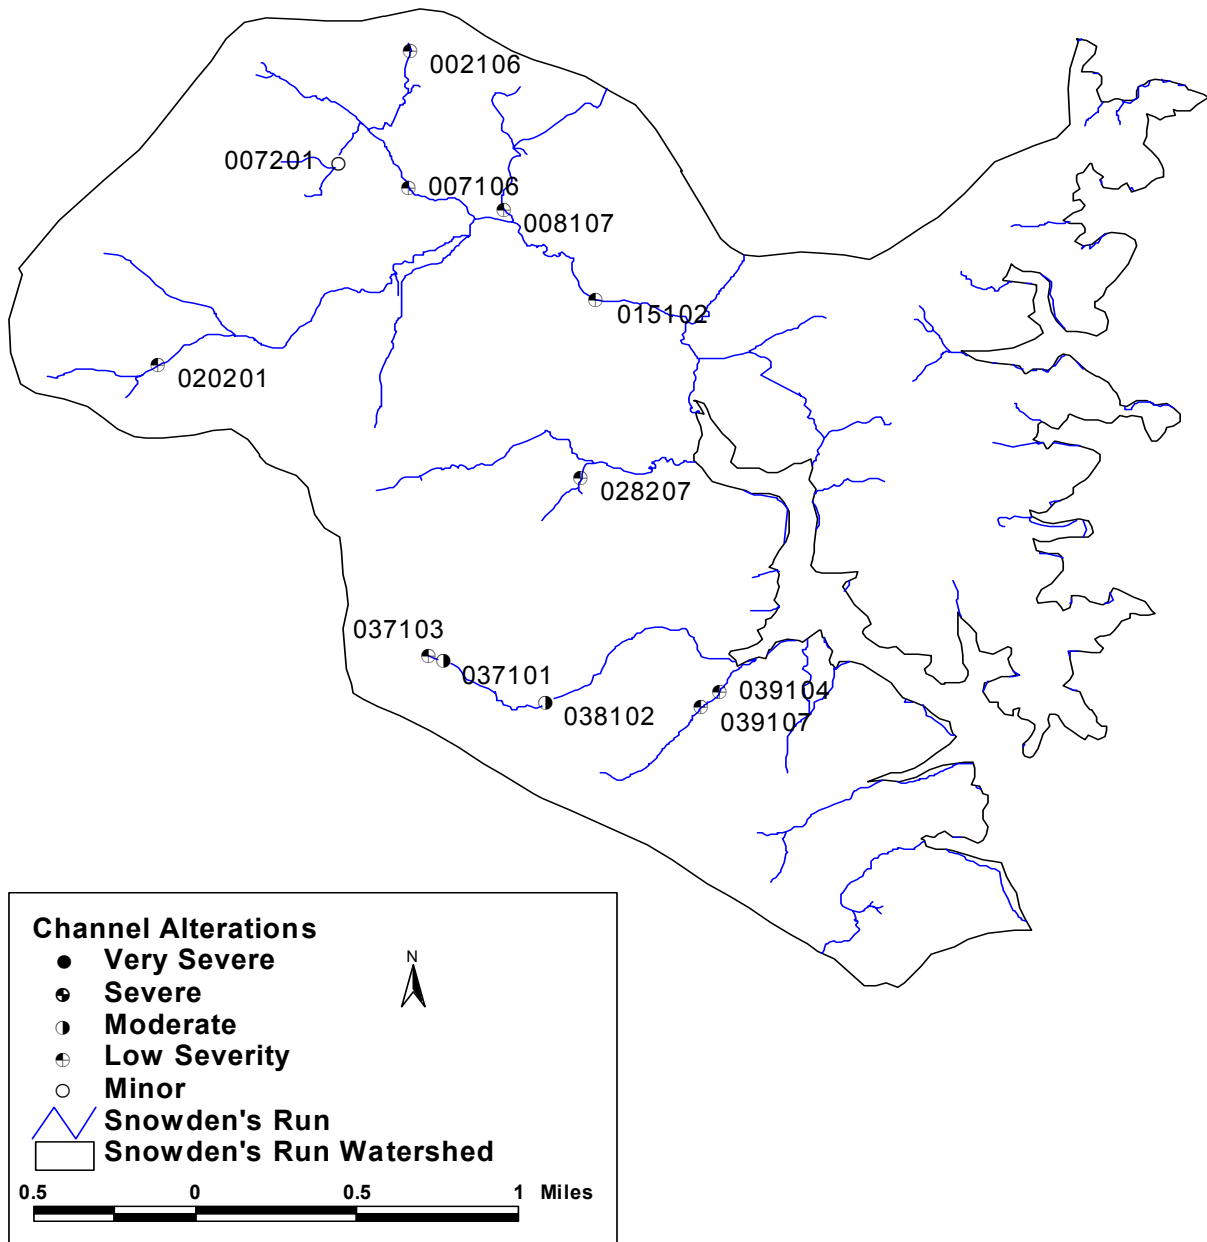 002106
007201
007106
008107
015102
020201
028207
037103
037101
038102
039104
039107
Channel Alterations
N
Very Severe
Severe
Moderate
Low Severity
Minor
Snowden's Run
Snowden's Run Watershed
0.5 0 0.5 1 Miles